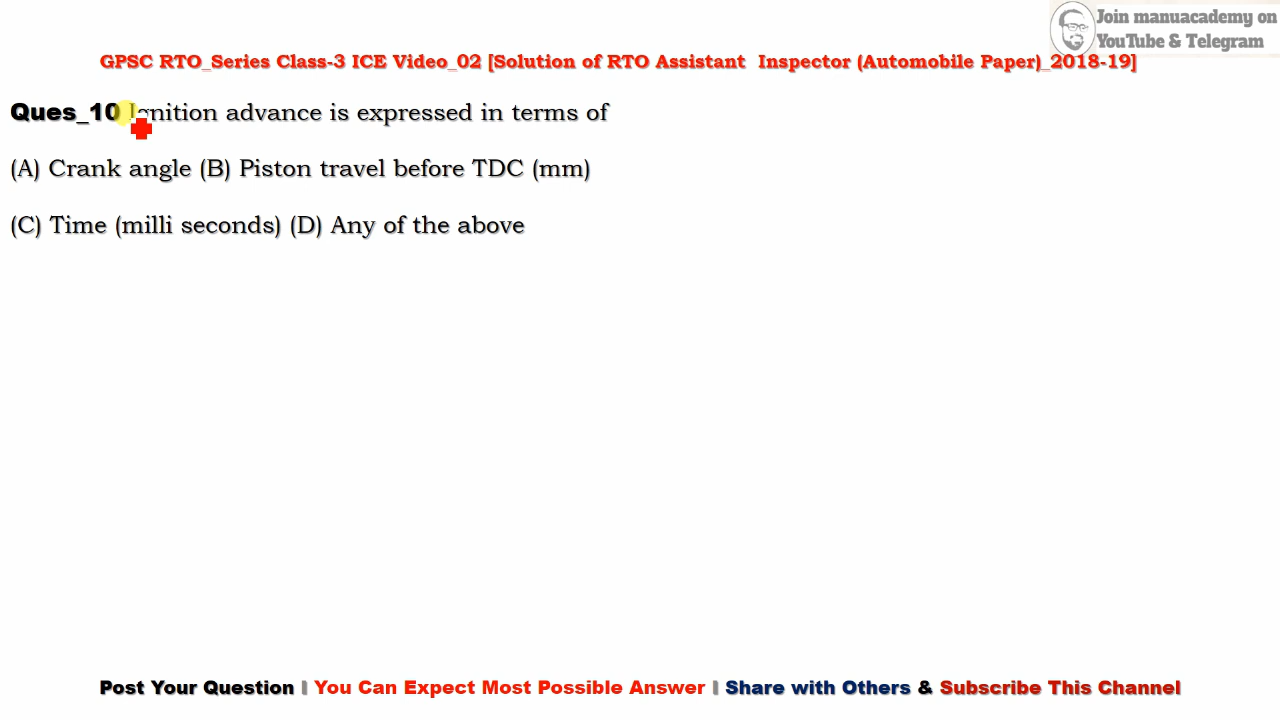 Join manuacademy on
YouTube & Telegram
GPSC RTO_Series Class-3 ICE Video_02 [Solution of RTO Assistant Inspector (Automobile Paper)_2018-19]
Ques_10 Ignition advance is expressed in terms of
(A) Crank angle (B) Piston travel before TDC (mm)
(C) Time (milli seconds) (D) Any of the above
Post Your Question | You Can Expect Most Possible Answer | Share with Others & Subscribe This Channel